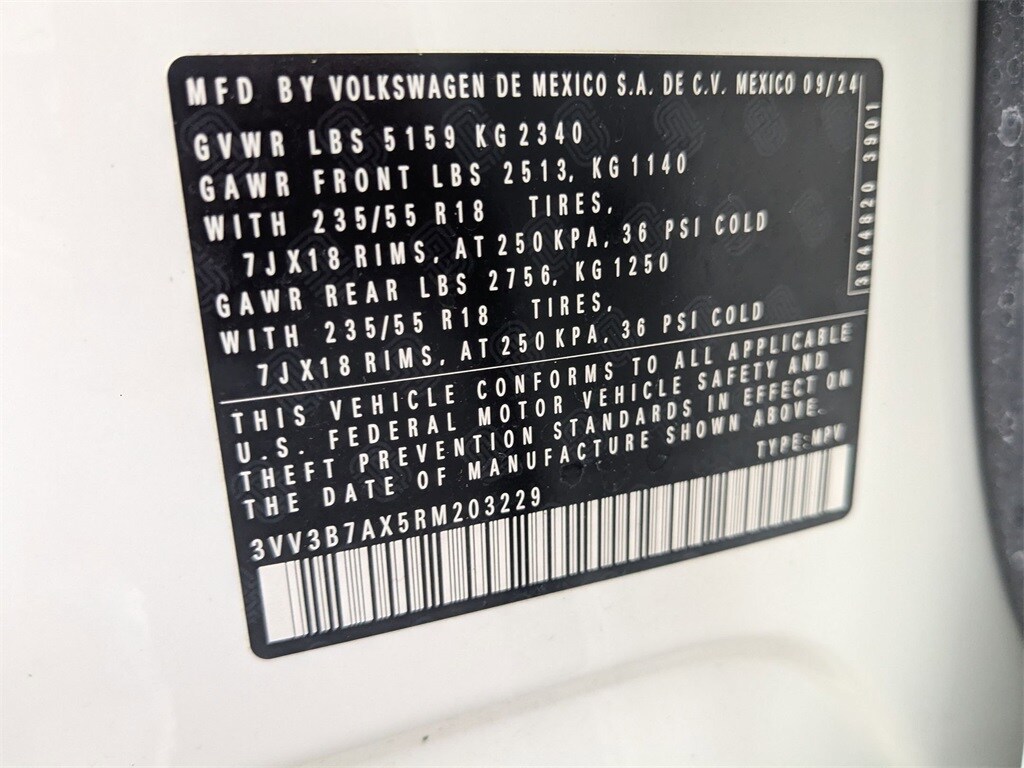 MFD BY VOLKSWAGEN DE MEXICO S.A. DE C.V. MEXICO 09/24
GVWR LBS 5159 KG 2340
GAWR FRONT LBS 2513, KG 1140
WITH 235/55 R18 TIRES,
7JX18 RIMS, AT 250 KPA, 36 PSI COLD
GAWR REAR LBS 2756, KG 1250
WITH 235/55 R18 TIRES,
7JX18 RIMS, AT 250 KPA, 36 PSI COLD
3844820 3901
THIS VEHICLE CONFORMS TO ALL APPLICABLE
U.S. FEDERAL MOTOR VEHICLE SAFETY AND
THEFT PREVENTION STANDARDS IN EFFECT ON
THE DATE OF MANUFACTURE SHOWN ABOVE.
TYPE: MPV
3VV3B7AX5RM203229